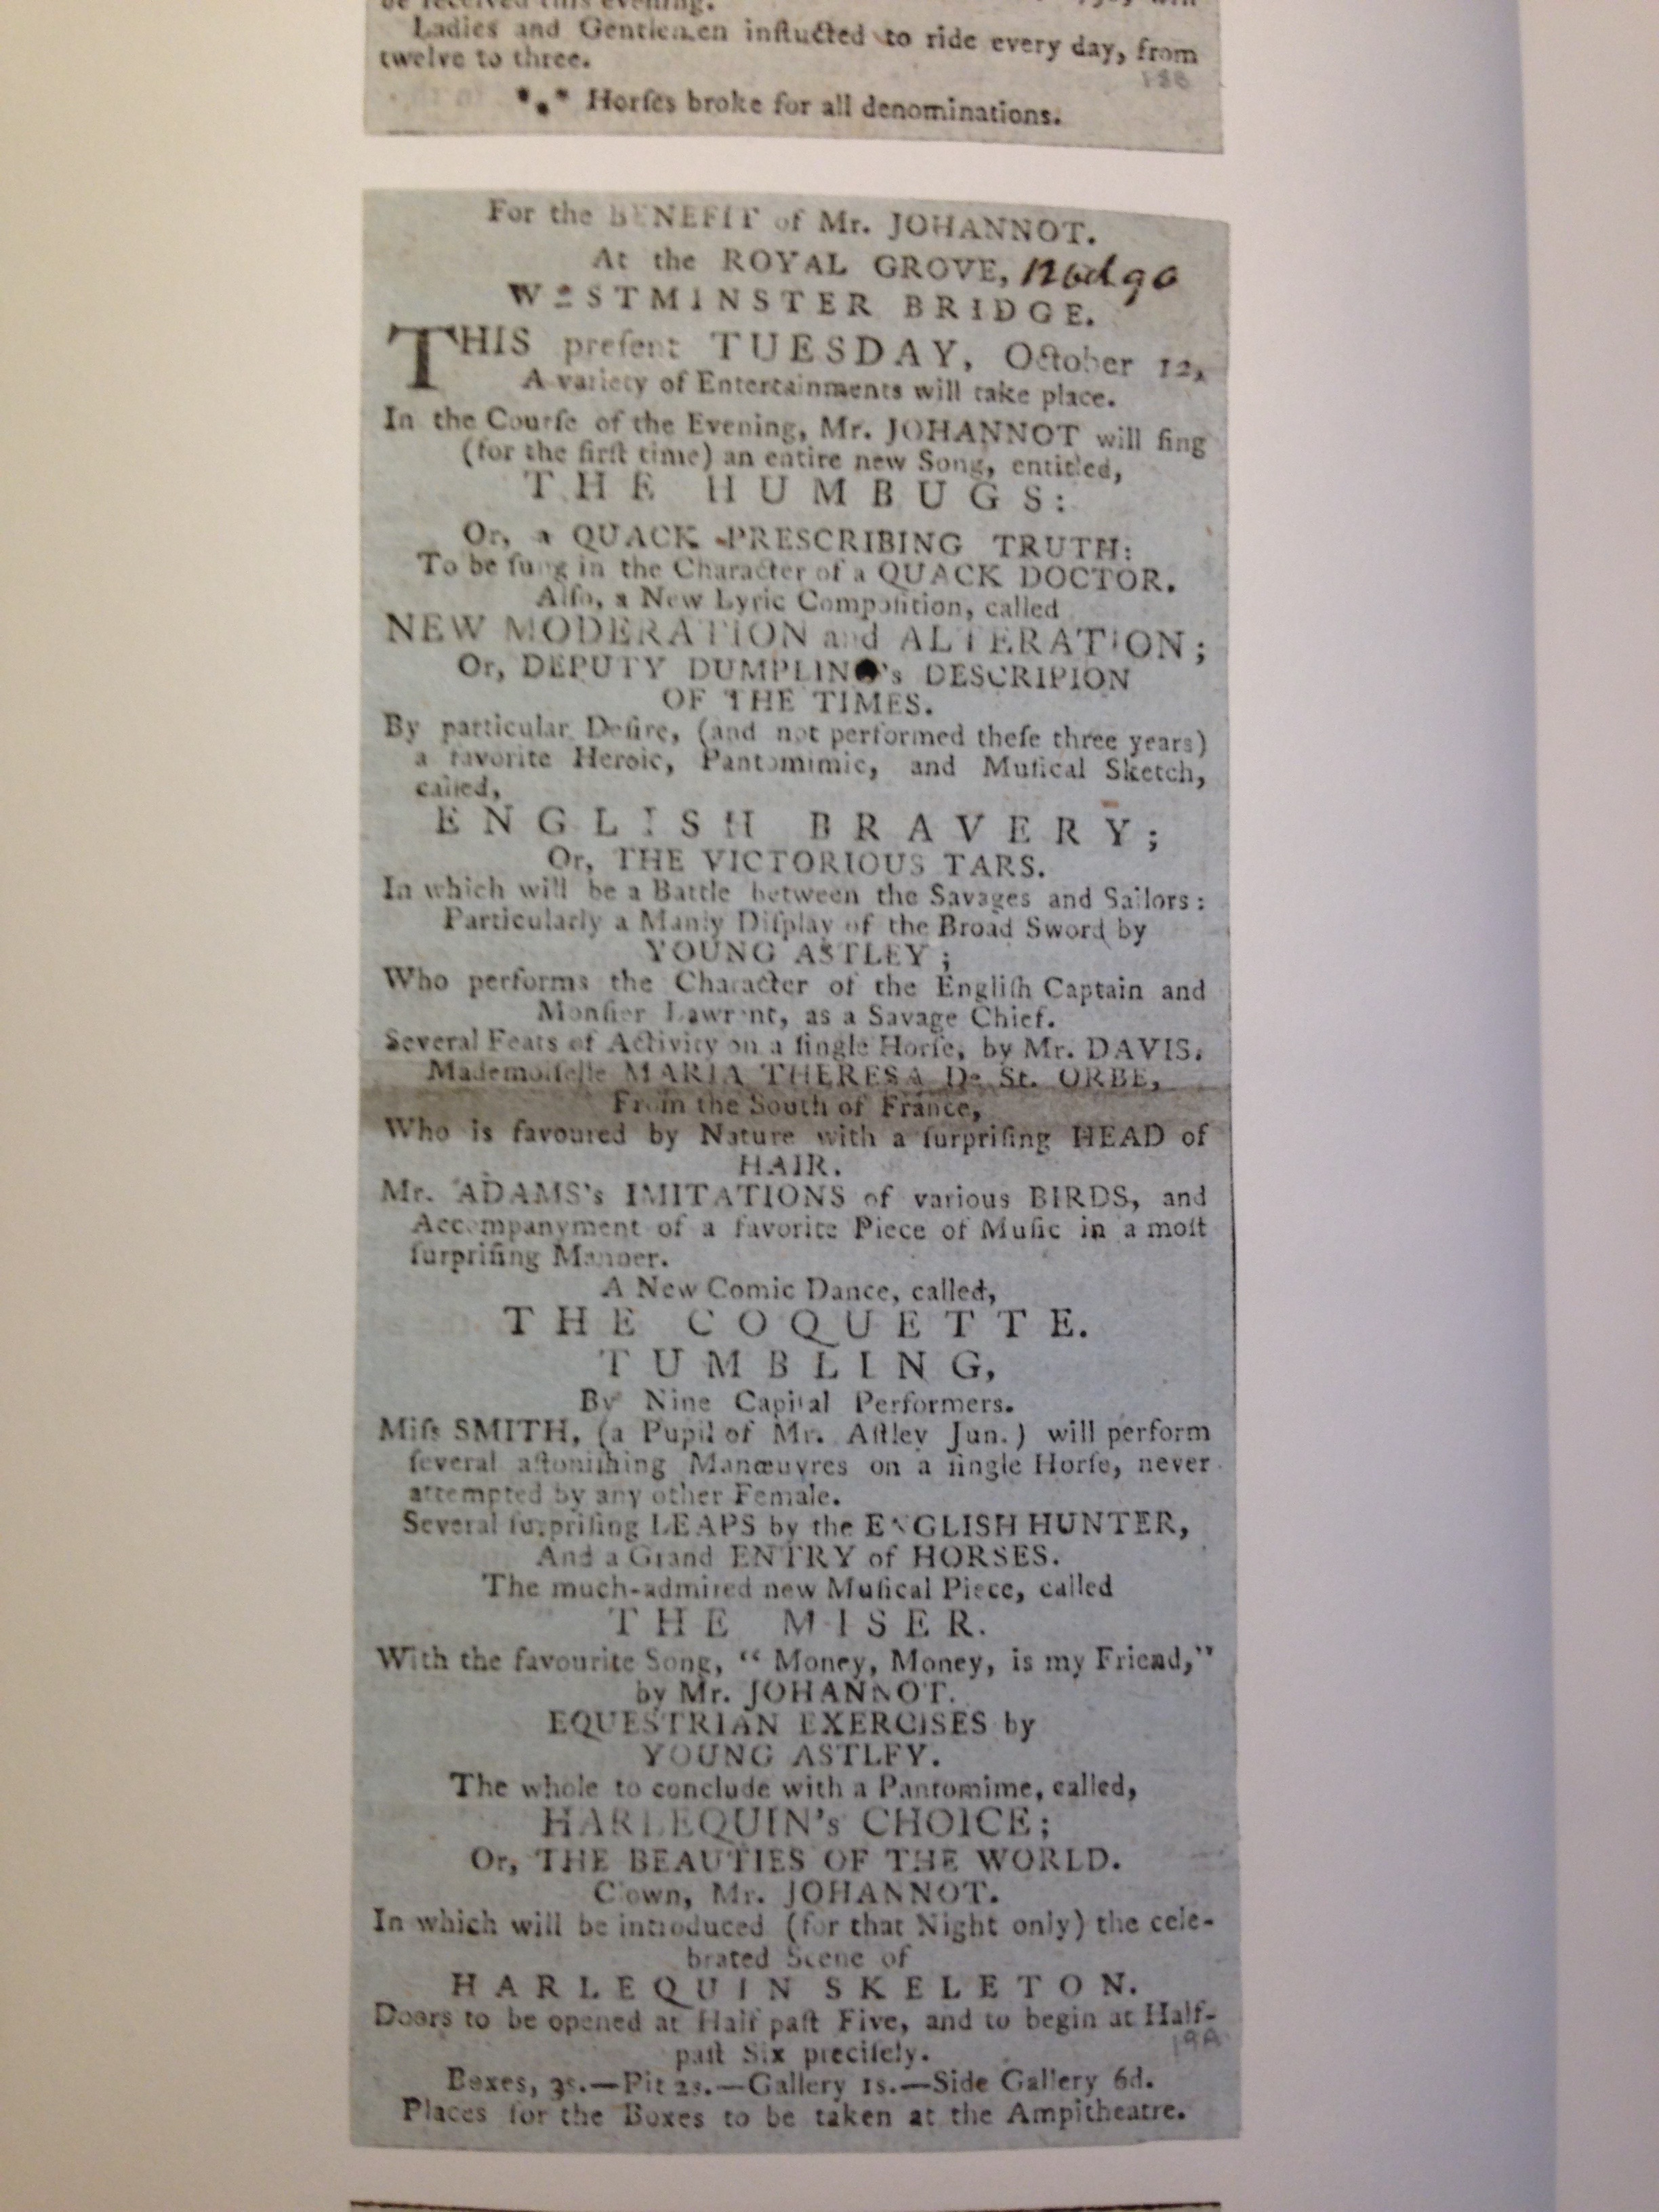 be received this evening.
Ladies and Gentlemen inſtucted to ride every day, from
twelve to three.
188
*⁎* Horſes broke for all denominations.
For the BENEFIT of Mr. JOHANNOT.
At the ROYAL GROVE,
WESTMINSTER BRIDGE.
THIS preſent TUESDAY, October 12,
A variety of Entertainments will take place.
In the Courſe of the Evening, Mr. JOHANNOT will ſing
(for the firſt time) an entire new Song, entitled,
THE HUMBUGS:
Or, a QUACK PRESCRIBING TRUTH:
To be ſung in the Character of a QUACK DOCTOR.
Alſo, a New Lyric Compoſition, called
NEW MODERATION and ALTERATION;
Or, DEPUTY DUMPLING's DESCRIPION
OF THE TIMES.
By particular Deſire, (and not performed theſe three years)
a favorite Heroic, Pantomimic, and Muſical Sketch,
called,
ENGLISH BRAVERY;
Or, THE VICTORIOUS TARS.
In which will be a Battle between the Savages and Sailors:
Particularly a Manly Diſplay of the Broad Sword by
YOUNG ASTLEY;
Who performs the Character of the Engliſh Captain and
Monſier Lawrent, as a Savage Chief.
Several Feats of Activity on a ſingle Horſe, by Mr. DAVIS.
Mademoiſelle MARIA THERESA De St. ORBE,
From the South of France,
Who is favoured by Nature with a ſurpriſing HEAD of
HAIR.
Mr. ADAMS's IMITATIONS of various BIRDS, and
Accompanyment of a favorite Piece of Muſic in a moſt
ſurpriſing Manner.
A New Comic Dance, called,
THE COQUETTE.
TUMBLING,
By Nine Capital Performers.
Miſs SMITH, (a Pupil of Mr. Aſtley Jun.) will perform
ſeveral aſtoniſhing Manœuvres on a ſingle Horſe, never
attempted by any other Female.
Several ſurpriſing LEAPS by the ENGLISH HUNTER,
And a Grand ENTRY of HORSES.
The much-admired new Muſical Piece, called
THE MISER.
With the favourite Song, “ Money, Money, is my Friend,”
by Mr. JOHANNOT.
EQUESTRIAN EXERCISES by
YOUNG ASTLEY.
The whole to conclude with a Pantomime, called,
HARLEQUIN's CHOICE;
Or, THE BEAUTIES OF THE WORLD.
Clown, Mr. JOHANNOT.
In which will be introduced (for that Night only) the cele-
brated Scene of
HARLEQUIN SKELETON.
Doors to be opened at Half paſt Five, and to begin at Half-
paſt Six preciſely.
19A
Boxes, 3s.—Pit 2s.—Gallery 1s.—Side Gallery 6d.
Places for the Boxes to be taken at the Ampitheatre.